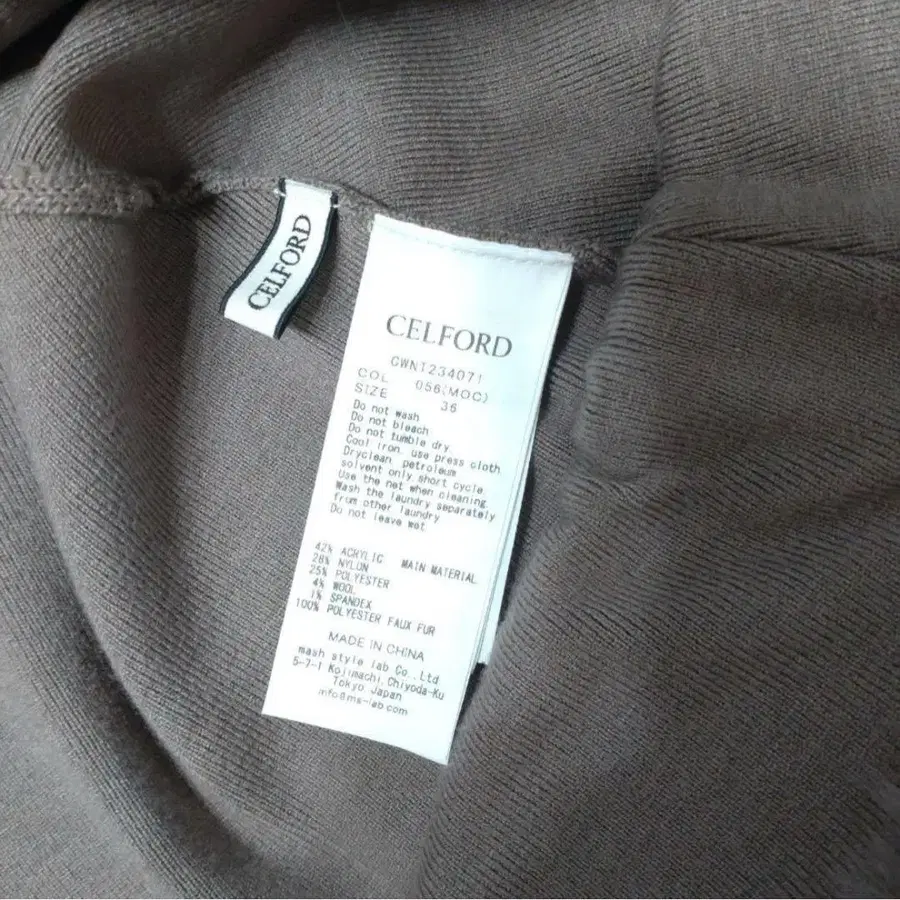 CELFORD
CELFORD
CWNT234071
COL 056(MOC)
SIZE 36
Do not wash
Do not bleach
Do not tumble dry
Cool iron, use press cloth
Dryclean petroleum
solvent only short cycle
Use the net when cleaning
Wash the laundry separately
from other laundry
Do not leave wet
42% ACRYLIC MAIN MATERIAL
28% NYLON
25% POLYESTER
4% WOOL
1% SPANDEX
100% POLYESTER FAUX FUR
MADE IN CHINA
mash style lab Co.,Ltd
5-7-1 Kojimachi,Chiyoda-Ku
Tokyo Japan
info@ms-lab.com